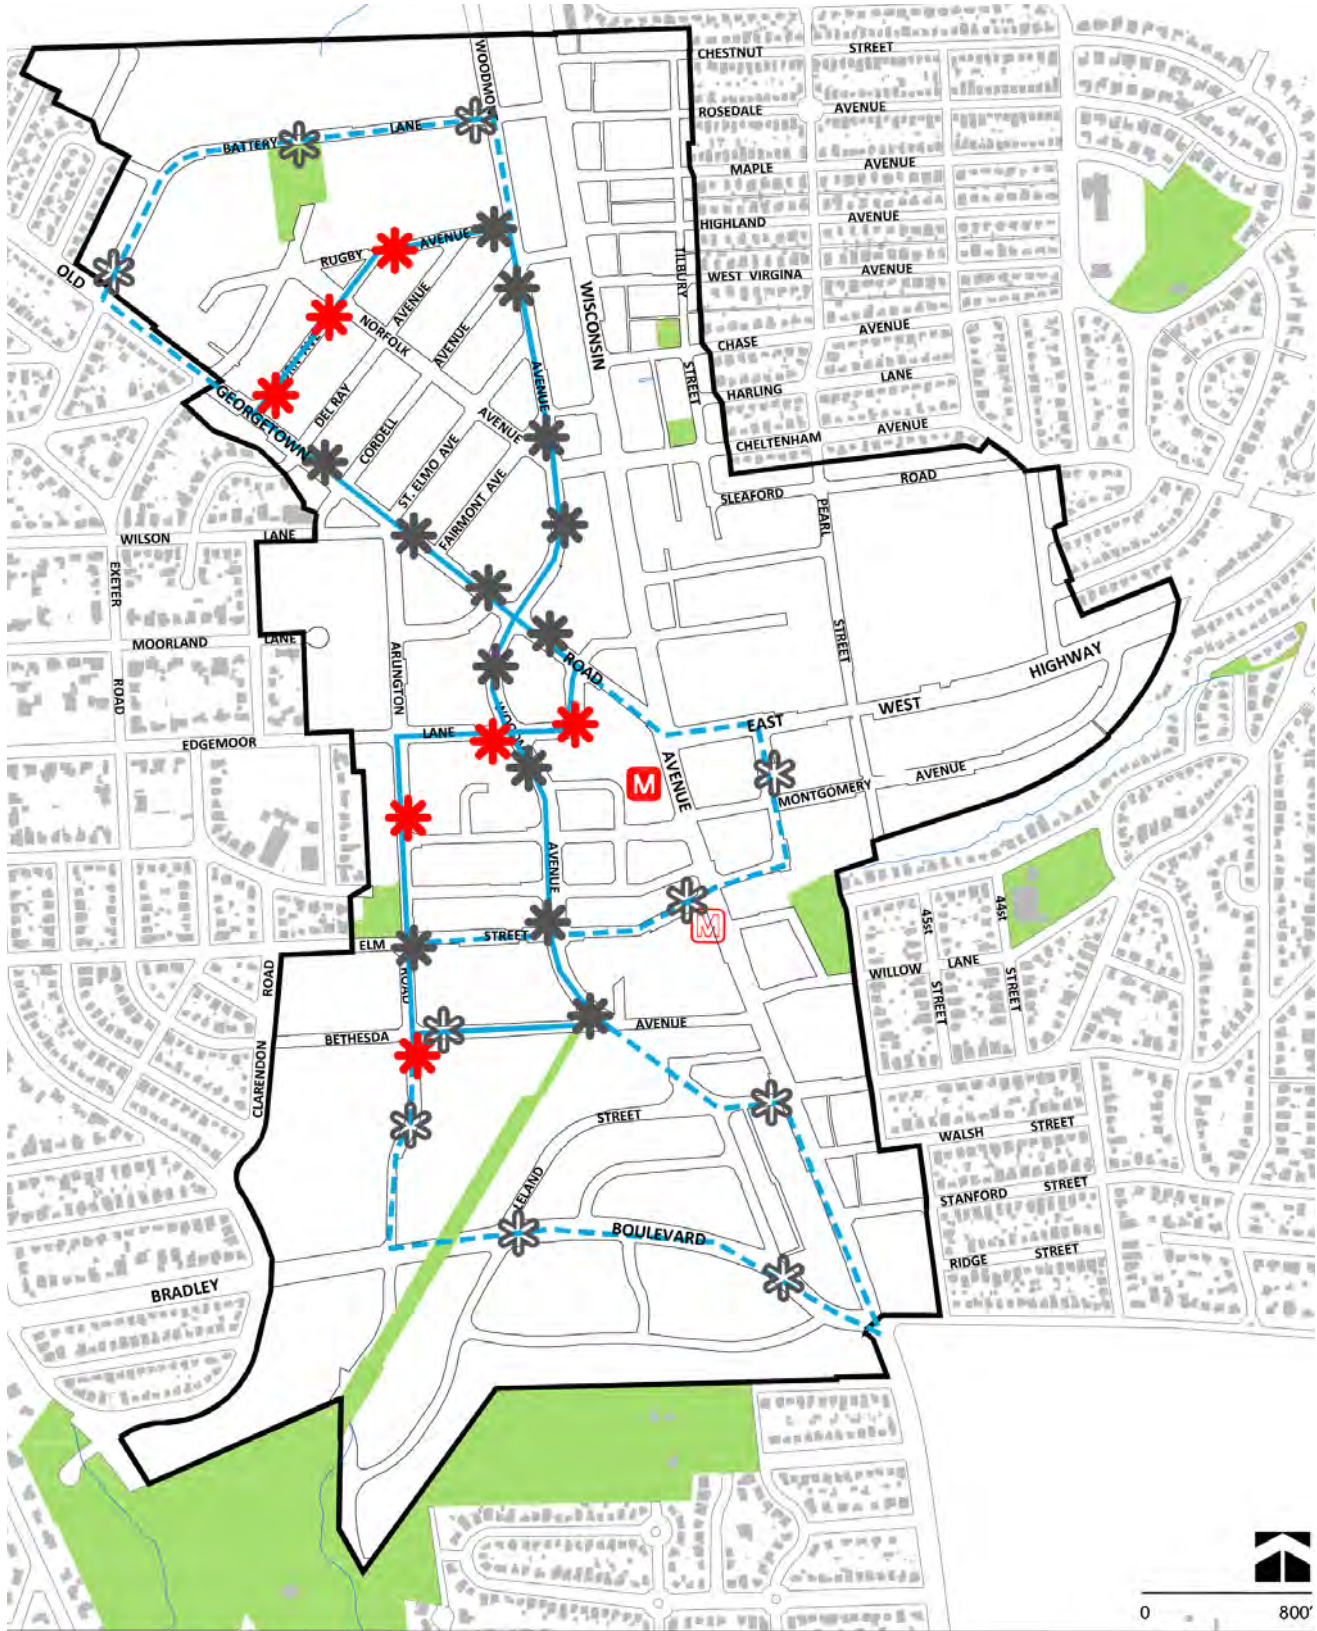 CHESTNUT STREET
WOODMO
ROSEDALE AVENUE
BATTERY LANE
MAPLE AVENUE
HIGHLAND AVENUE
RUGBY AVENUE
OLD
TILBURY
WEST VIRGINA AVENUE
WISCONSIN
AVENUE
NORFOLK
AVENUE
CHASE AVENUE
STREET
HARLING LANE
AVENUE
GEORGETOWN
DEL RAY
CORDELL
AVENUE
CHELTENHAM AVENUE
ST. ELMO AVE
FAIRMONT AVE
SLEAFORD ROAD
PEARL
WILSON LANE
EXETER
MOORLAND LANE
STREET
ARLINGTON
ROAD
HIGHWAY
ROAD
WEST
EAST
LANE
EDGEMOOR
AVENUE
M
MONTGOMERY AVENUE
AVENUE
45st
44st
M
STREET
ELM
WILLOW LANE
ROAD
ROAD
STREET
STREET
BETHESDA AVENUE
CLARENDON
STREET
WALSH STREET
LELAND
STANFORD STREET
BOULEVARD
RIDGE STREET
BRADLEY
0 800'